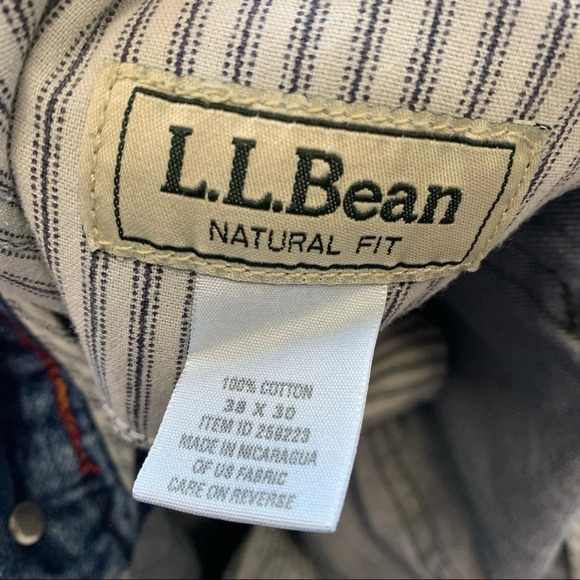 L.L.Bean
NATURAL FIT
100% COTTON
38 X 30
ITEM ID 259223
MADE IN NICARAGUA
OF US FABRIC
CARE ON REVERSE